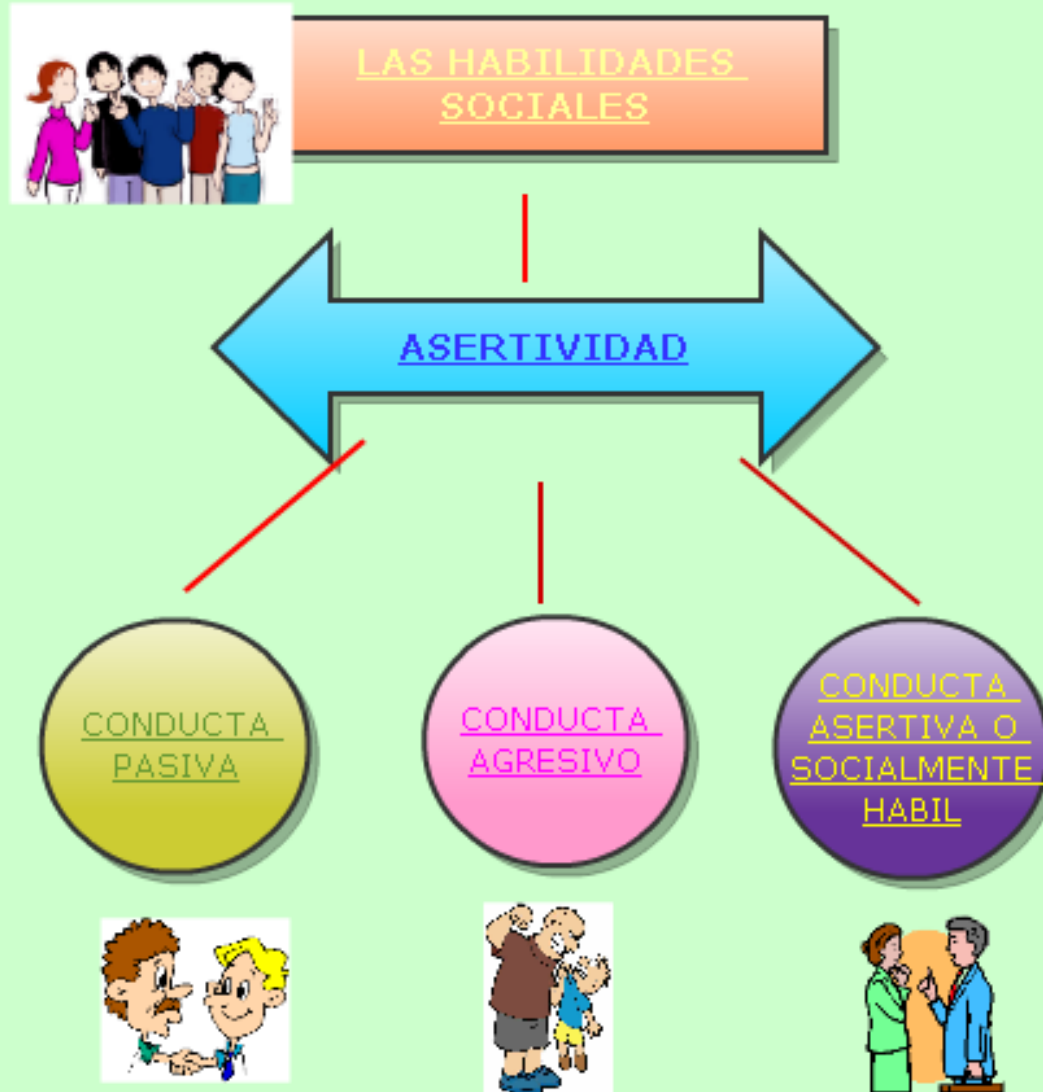 LAS HABILIDADES
SOCIALES
ASERTIVIDAD
CONDUCTA
PASIVA
CONDUCTA
AGRESIVO
CONDUCTA
ASERTIVA O
SOCIALMENTE
HABIL